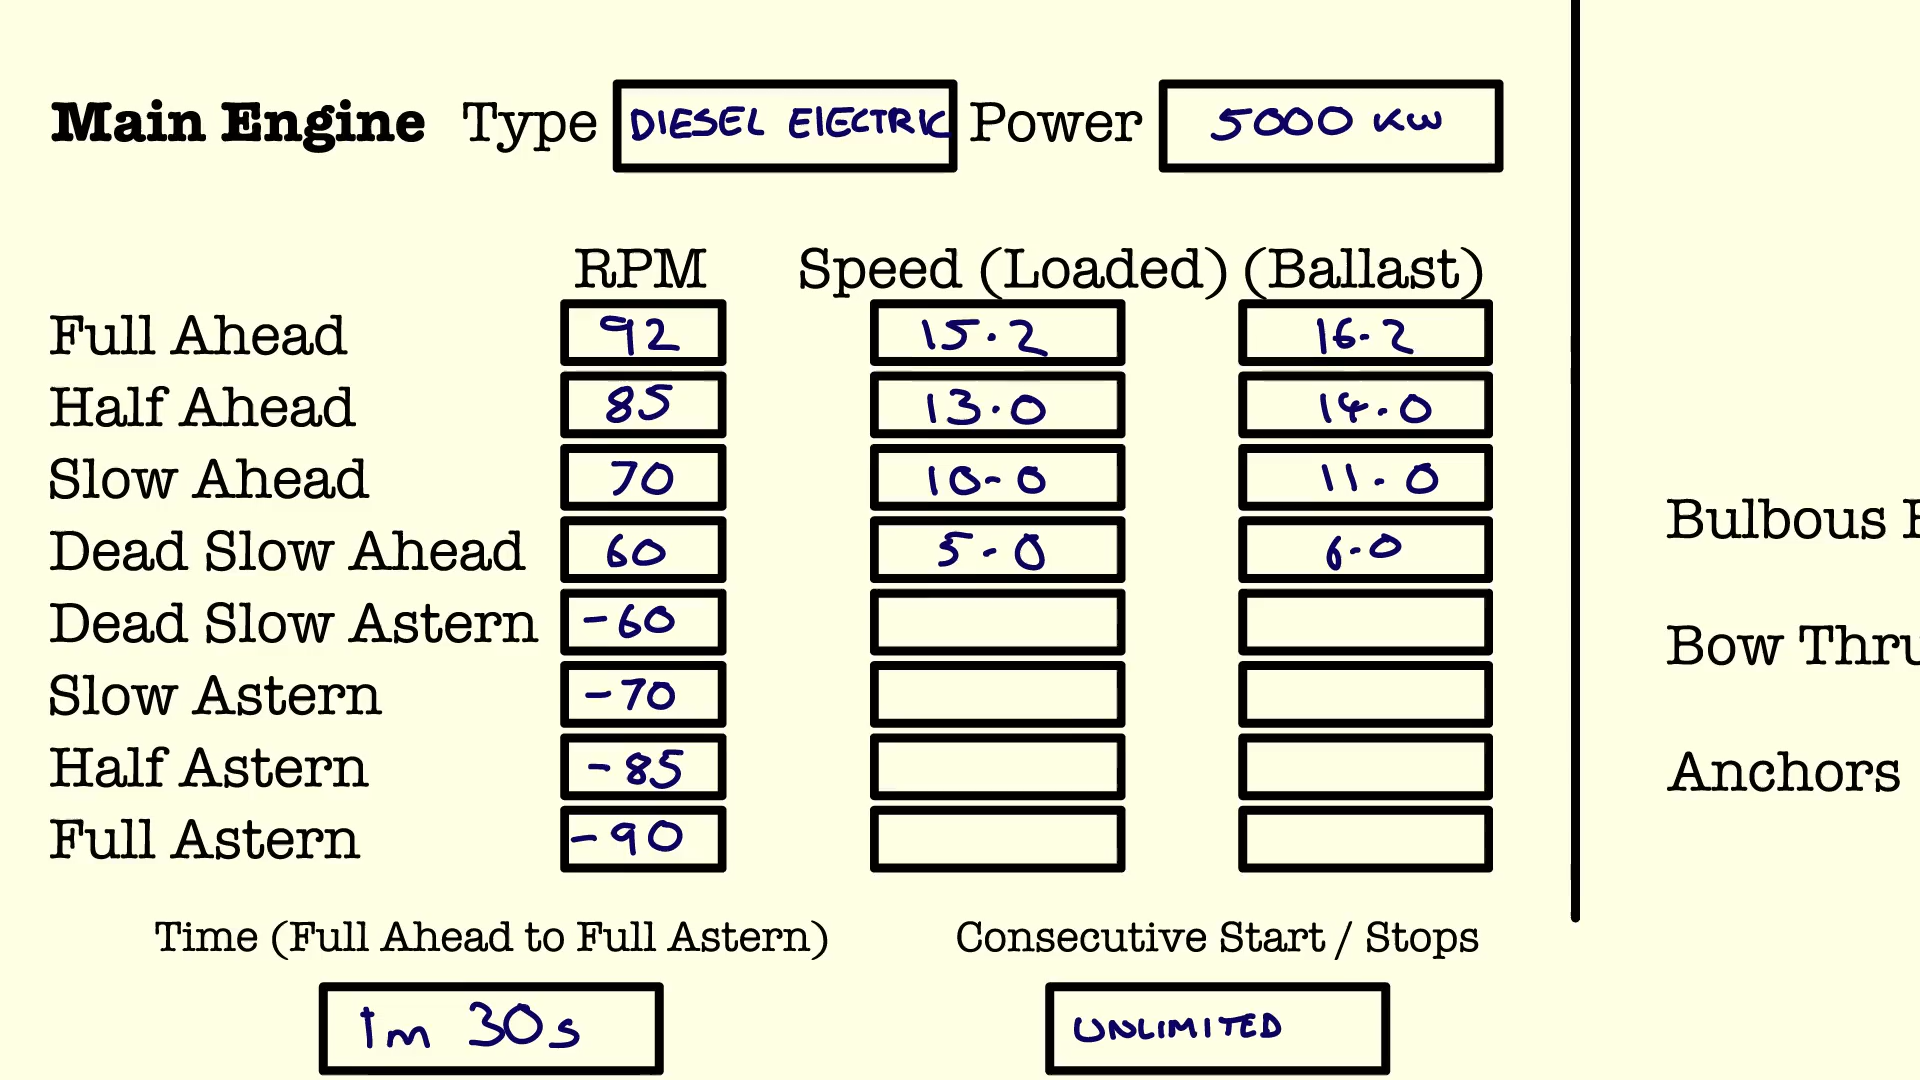 Main Engine Type DIESEL ElECTRIC Power 5000 KW
RPM Speed (Loaded) (Ballast)
Full Ahead 92 15.2 16.2
Half Ahead 85 13.0 14.0
Slow Ahead 70 10.0 11.0
Dead Slow Ahead 60 5.0 6.0
Dead Slow Astern -60
Slow Astern -70
Half Astern -85
Full Astern -90
Time (Full Ahead to Full Astern) Consecutive Start / Stops
1m 30s UNLIMITED
Bulbous
Bow
Anchors